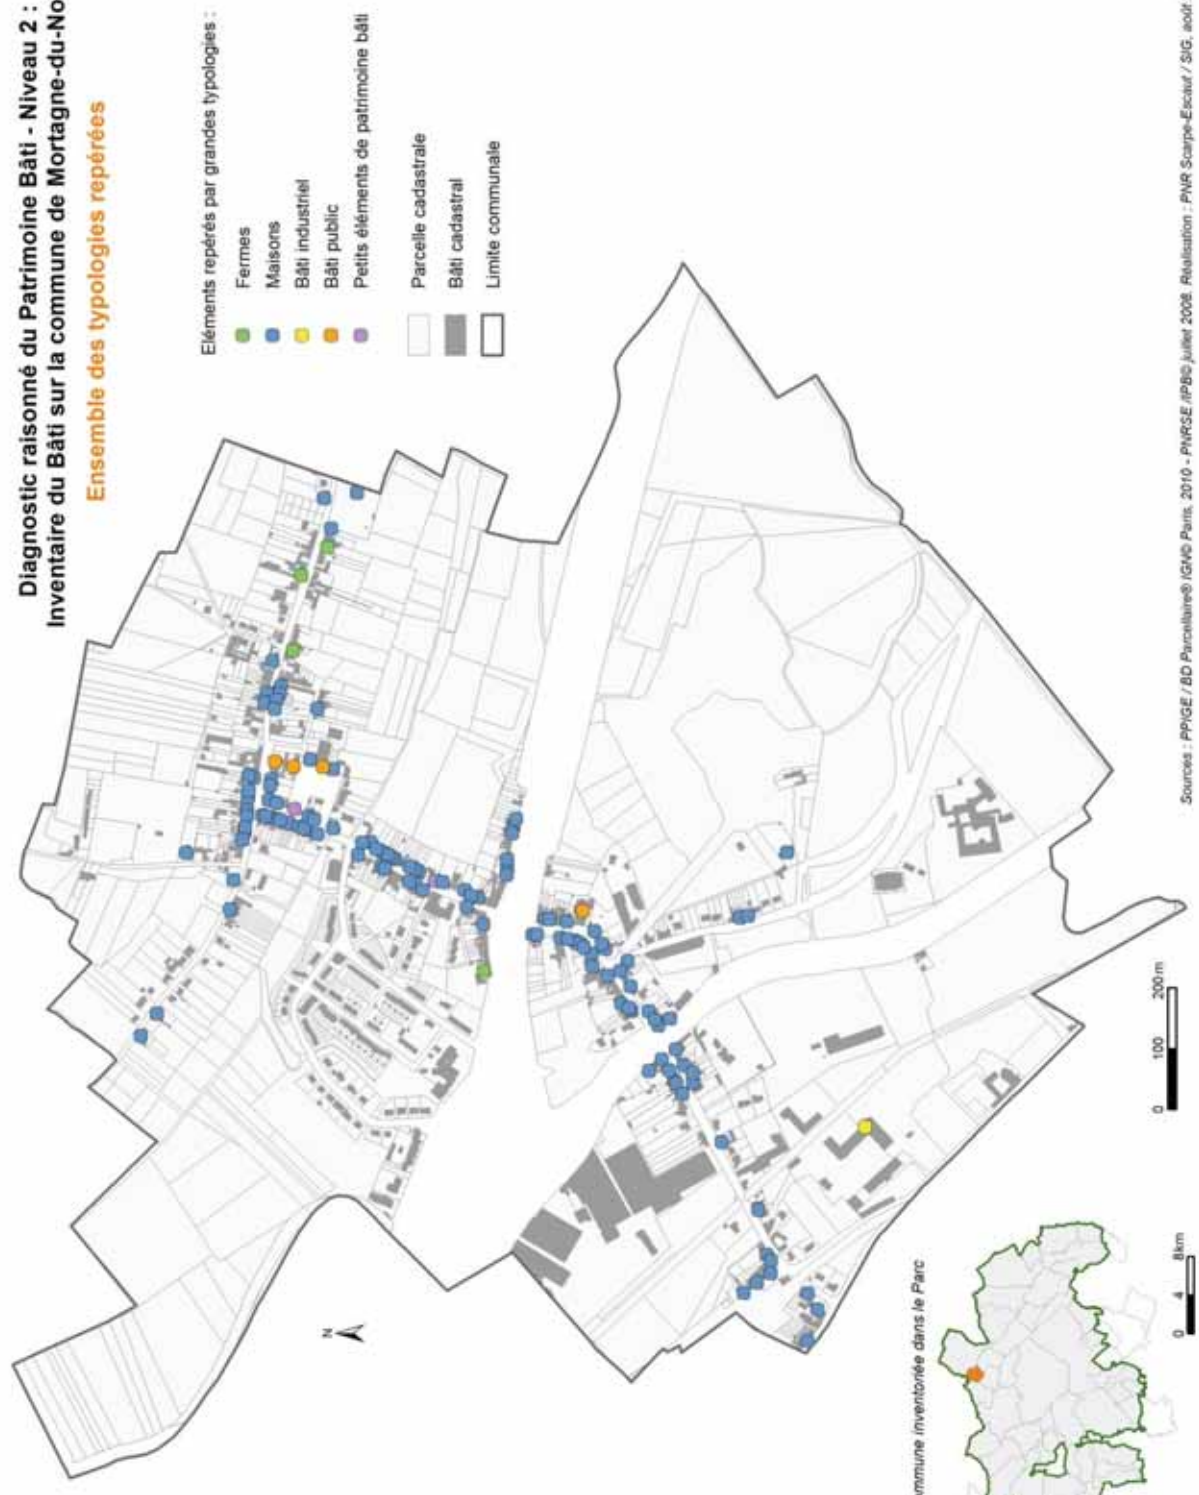 Diagnostic raisonné du Patrimoine Bâti - Niveau 2 :
Inventaire du Bâti sur la commune de Mortagne-du-No
Ensemble des typologies repérées
Eléments repérés par grandes typologies :
Fermes
Maisons
Bâti industriel
Bâti public
Petits éléments de patrimoine bâti
Parcelle cadastrale
Bâti cadastral
Limite communale
N
0 100 200 m
mmune inventoriée dans le Parc
0 4 8km
Sources : PPIGE / BD Parcellaire® IGN© Paris, 2010 - PNRSE /IPB© juillet 2008. Réalisation : PNR Scarpe-Escaut / SIG, août